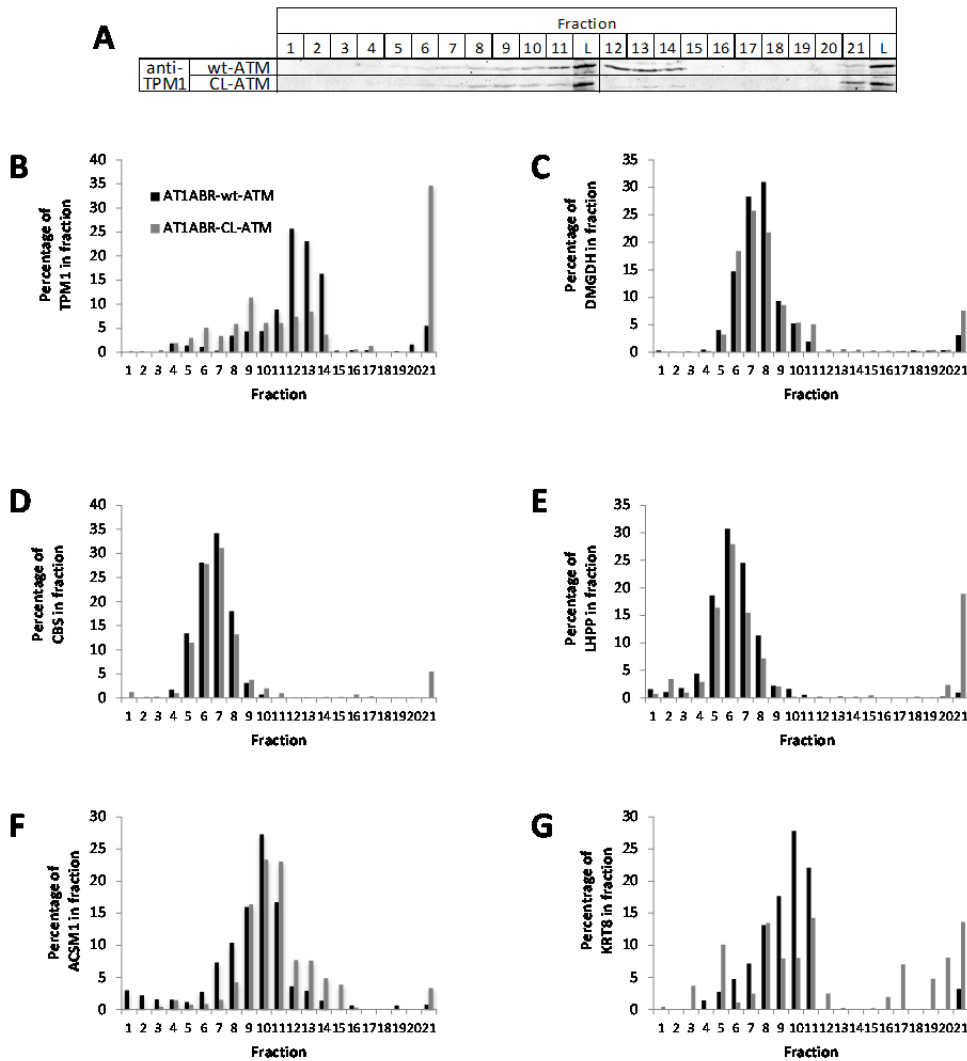 A
Fraction
1 2 3 4 5 6 7 8 9 10 11 L 12 13 14 15 16 17 18 19 20 21 L
anti- wt-ATM
TPM1 CL-ATM
B
40
35
30
25
20
15
10
5
0
Percentage of
TPM1 in fraction
AT1ABR-wt-ATM
AT1ABR-CL-ATM
1 2 3 4 5 6 7 8 9 10 11 12 13 14 15 16 17 18 19 20 21
Fraction
C
35
30
25
20
15
10
5
0
Percentage of
DMGDH in fraction
1 2 3 4 5 6 7 8 9 10 11 12 13 14 15 16 17 18 19 20 21
Fraction
D
40
35
30
25
20
15
10
5
0
Percentage of
CBS in fraction
1 2 3 4 5 6 7 8 9 10 11 12 13 14 15 16 17 18 19 20 21
Fraction
E
35
30
25
20
15
10
5
0
Percentage of
LHPP in fraction
1 2 3 4 5 6 7 8 9 10 11 12 13 14 15 16 17 18 19 20 21
Fraction
F
30
25
20
15
10
5
0
Percentage of
ACSM1 in fraction
1 2 3 4 5 6 7 8 9 10 11 12 13 14 15 16 17 18 19 20 21
Fraction
G
30
25
20
15
10
5
0
Percentrage of
KRT8 in fraction
1 2 3 4 5 6 7 8 9 10 11 12 13 14 15 16 17 18 19 20 21
Fraction